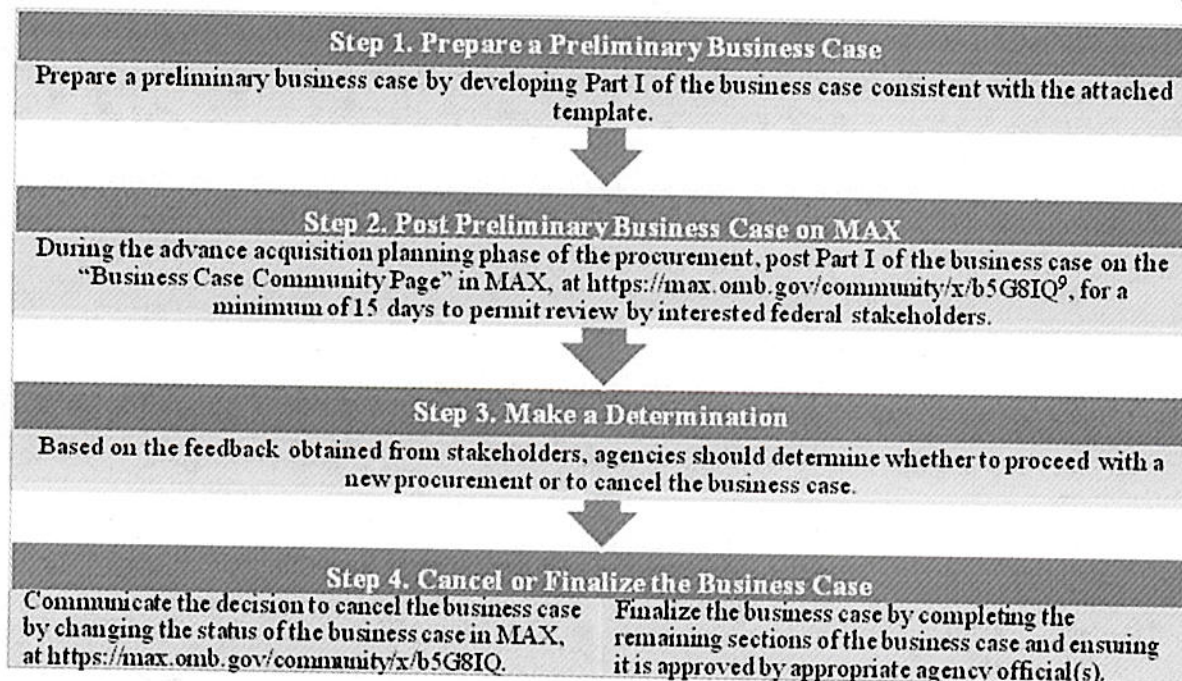 Step 1. Prepare a Preliminary Business Case
Prepare a preliminary business case by developing Part I of the business case consistent with the attached
template.
Step 2. Post Preliminary Business Case on MAX
During the advance acquisition planning phase of the procurement, post Part I of the business case on the
“Business Case Community Page” in MAX, at https://max.omb.gov/community/x/b5G8IQ⁹, for a
minimum of 15 days to permit review by interested federal stakeholders.
Step 3. Make a Determination
Based on the feedback obtained from stakeholders, agencies should determine whether to proceed with a
new procurement or to cancel the business case.
Step 4. Cancel or Finalize the Business Case
Communicate the decision to cancel the business case
by changing the status of the business case in MAX,
at https://max.omb.gov/community/x/b5G8IQ.
Finalize the business case by completing the
remaining sections of the business case and ensuring
it is approved by appropriate agency official(s).